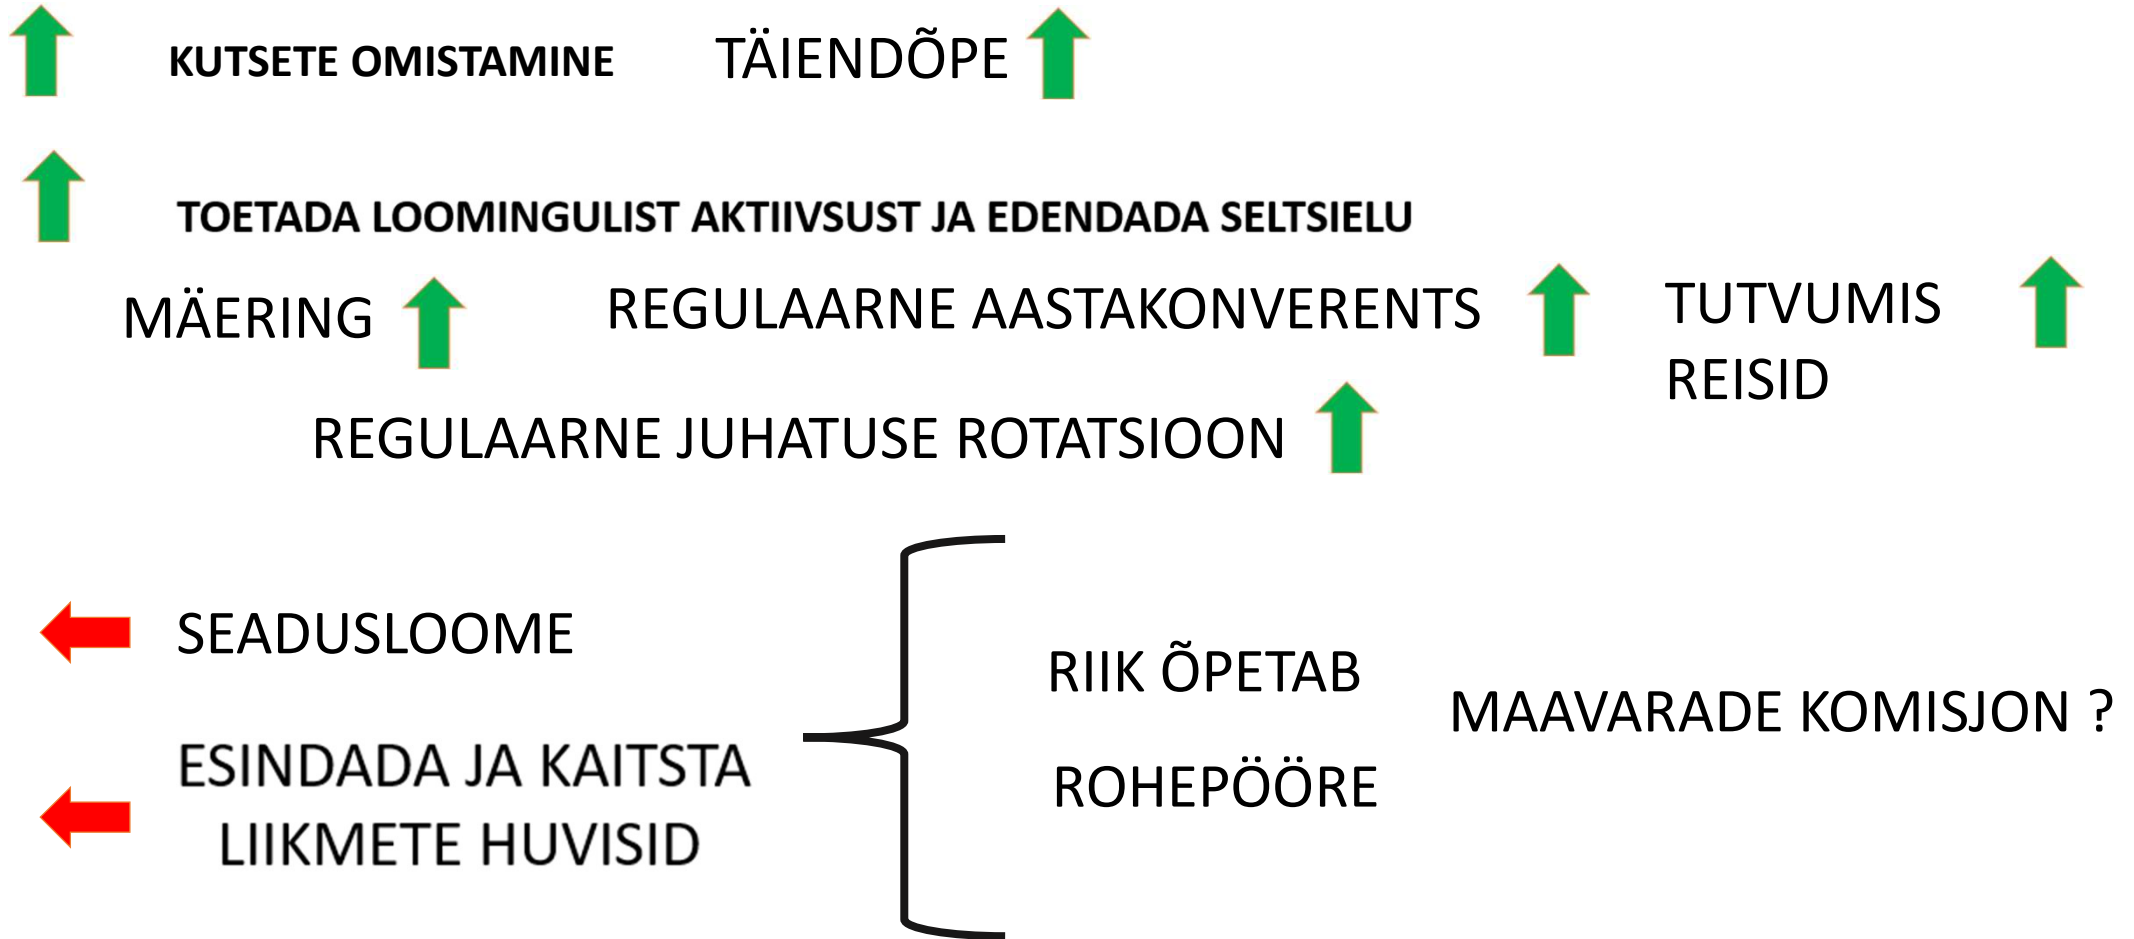 KUTSETE OMISTAMINE
TÄIENDÕPE
TOETADA LOOMINGULIST AKTIIVSUST JA EDENDADA SELTSIELU
MÄERING
REGULAARNE AASTAKONVERENTS
TUTVUMIS
REISID
REGULAARNE JUHATUSE ROTATSIOON
SEADUSLOOME
ESINDADA JA KAITSTA
LIIKMETE HUVISID
RIIK ÕPETAB
ROHEPÖÖRE
MAAVARADE KOMISJON ?